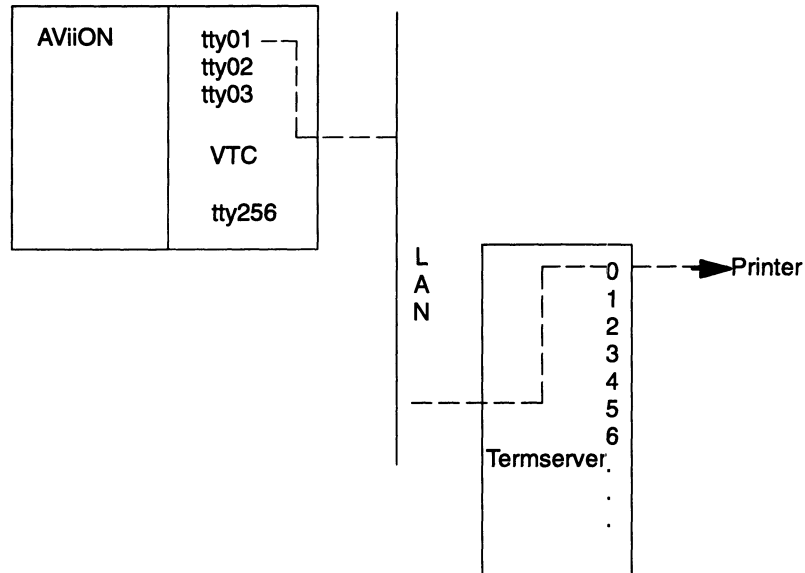 AViiON
tty01
tty02
tty03
VTC
tty256
L
A
N
0
1
2
3
4
5
6
.
.
.
Termserver
Printer